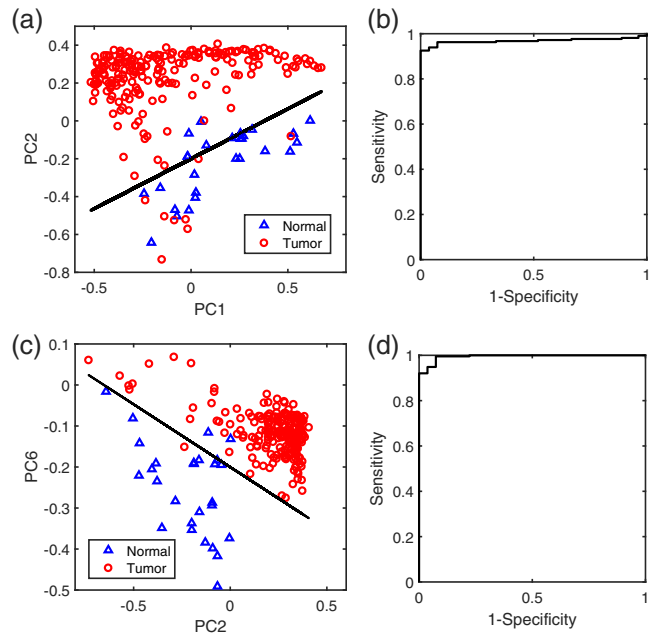 (a)
0.4
0.2
0
-0.2
-0.4
-0.6
-0.8
PC2
-0.5
0
0.5
PC1
Normal
Tumor
(b)
1
0.8
0.6
0.4
0.2
0
Sensitivity
0
0.5
1
1-Specificity
(c)
0.1
0
-0.1
-0.2
-0.3
-0.4
-0.5
PC6
-0.5
0
0.5
PC2
Normal
Tumor
(d)
1
0.8
0.6
0.4
0.2
0
Sensitivity
0
0.5
1
1-Specificity